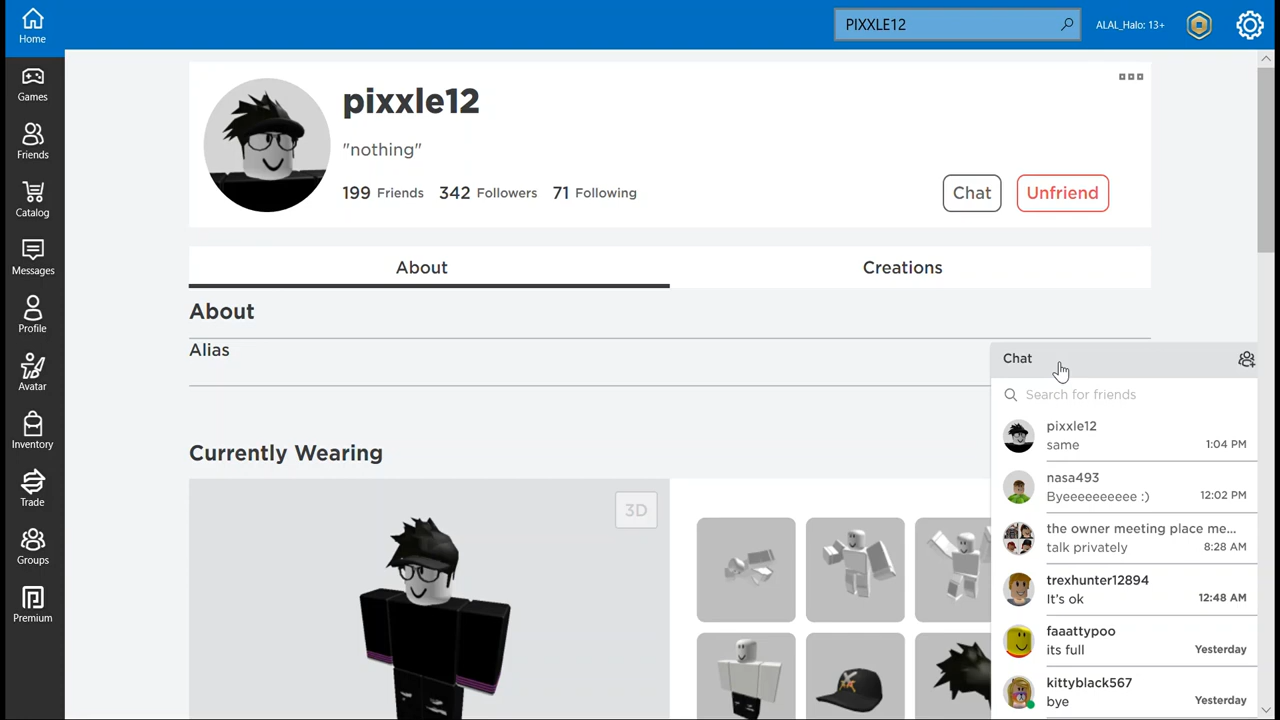 PIXXLE12
ALAL_Halo: 13+
Home
Games
Friends
Catalog
Messages
Profile
Avatar
Inventory
Trade
Groups
Premium
pixxle12
"nothing"
199 Friends 342 Followers 71 Following
Chat Unfriend
About Creations
About
Alias
Currently Wearing
3D
Chat
Search for friends
pixxle12
same 1:04 PM
nasa493
Byeeeeeeeeee :) 12:02 PM
the owner meeting place me...
talk privately 8:28 AM
trexhunter12894
It's ok 12:48 AM
faaattypoo
its full Yesterday
kittyblack567
bye Yesterday